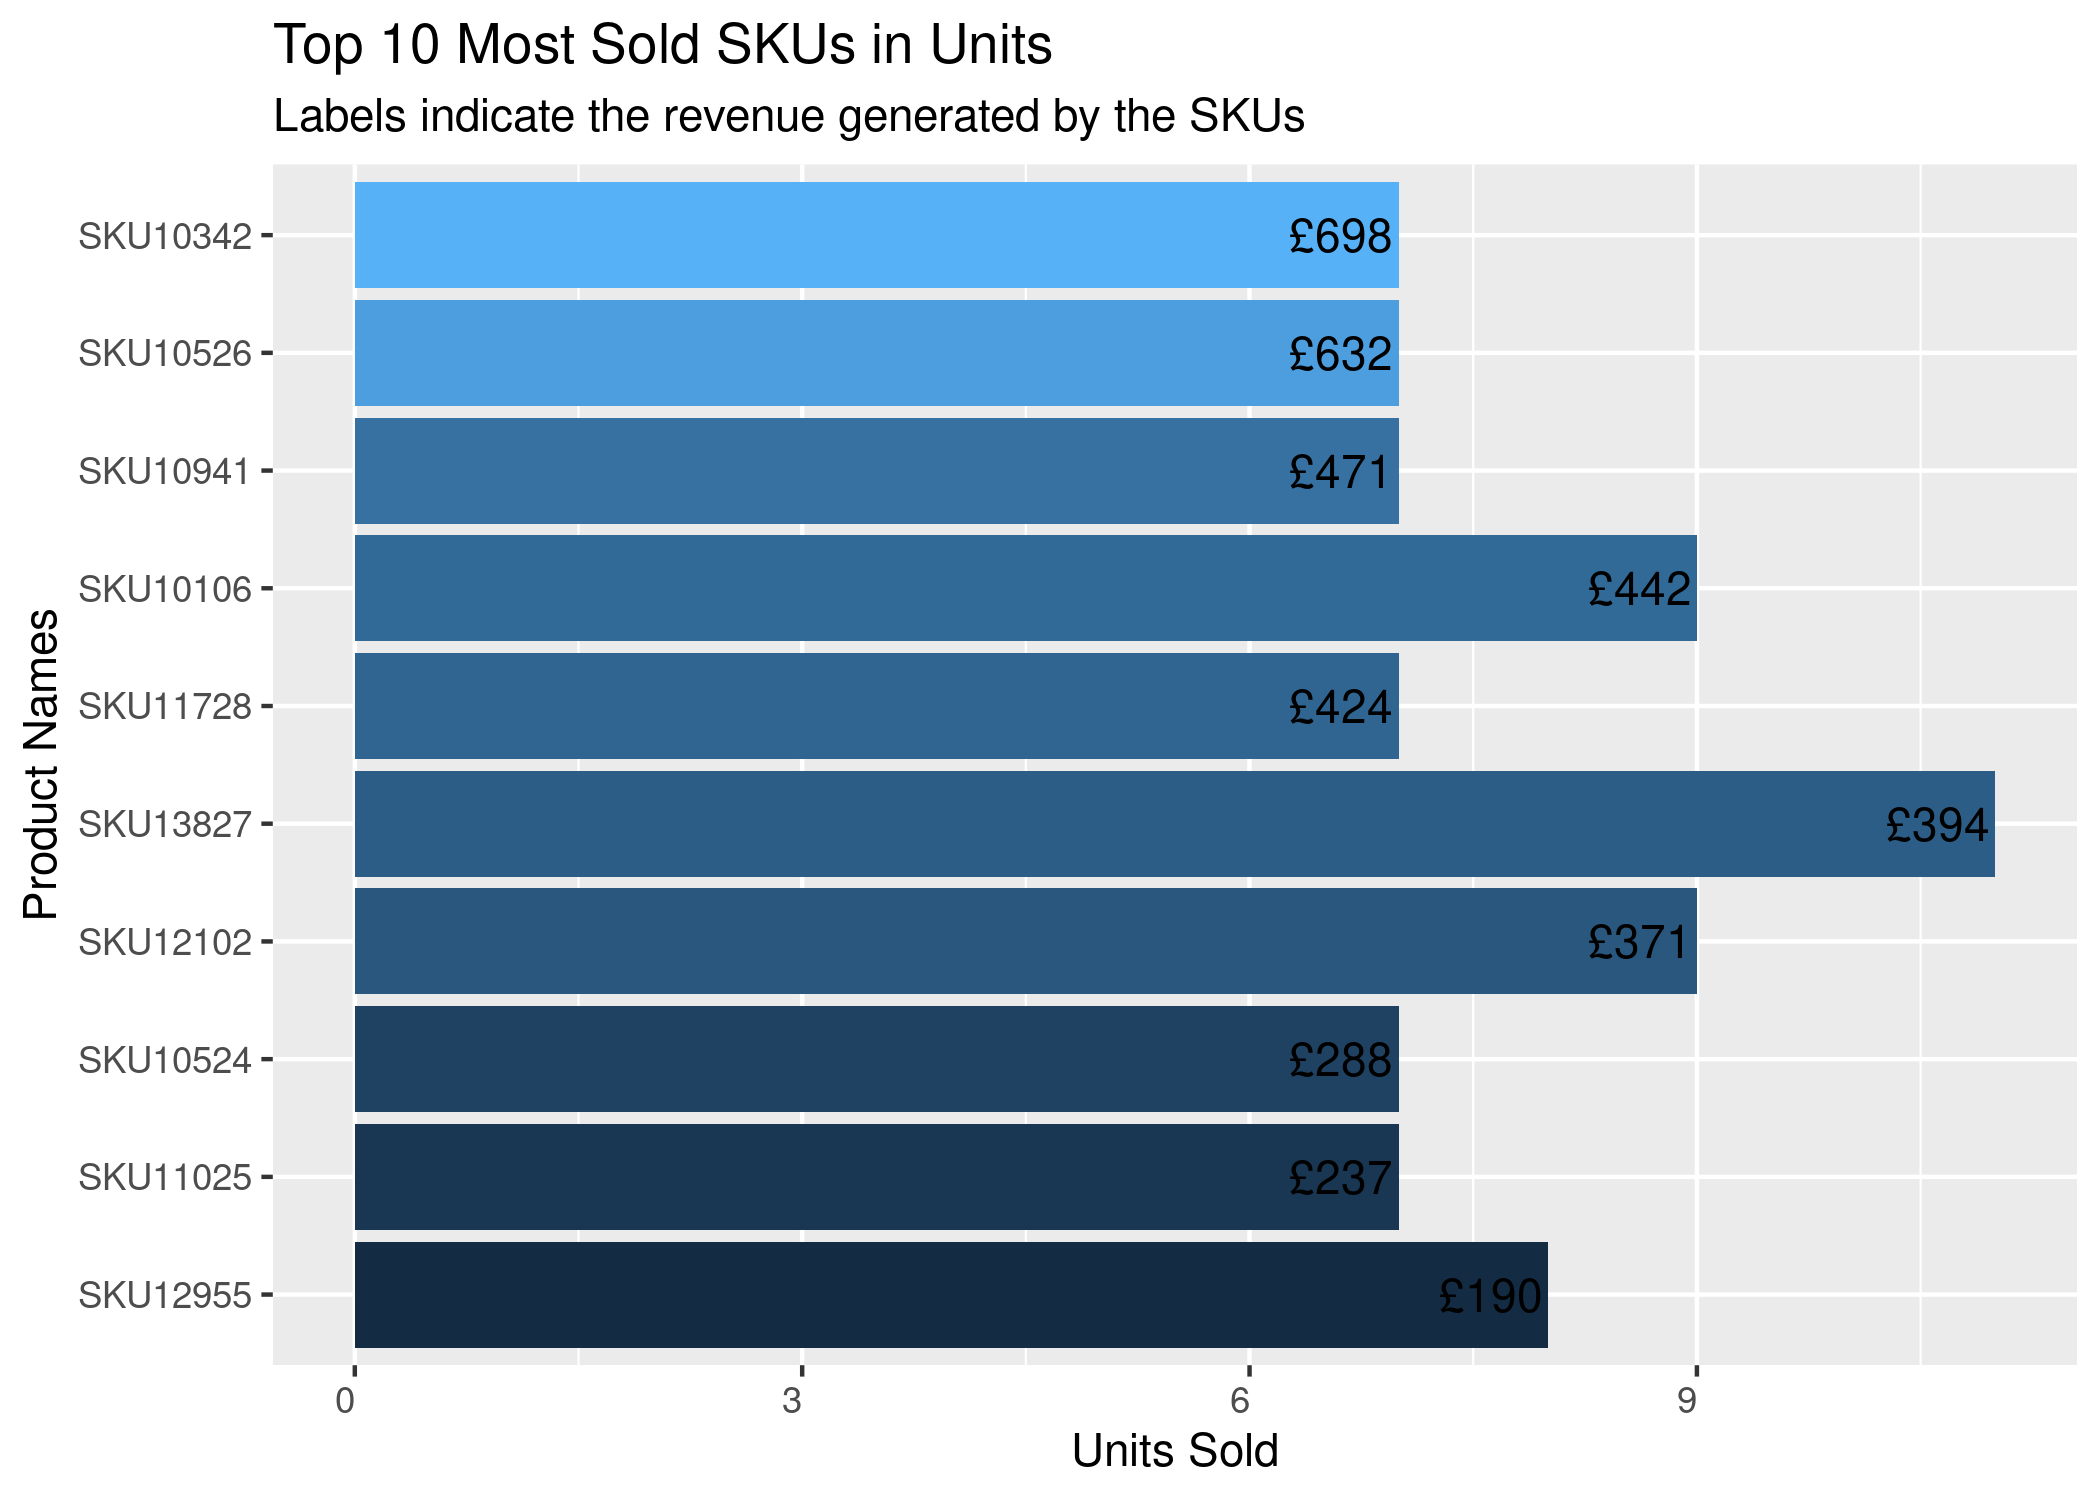 Top 10 Most Sold SKUs in Units
Labels indicate the revenue generated by the SKUs
Product Names
SKU10342 £698
SKU10526 £632
SKU10941 £471
SKU10106 £442
SKU11728 £424
SKU13827 £394
SKU12102 £371
SKU10524 £288
SKU11025 £237
SKU12955 £190
0 3 6 9
Units Sold